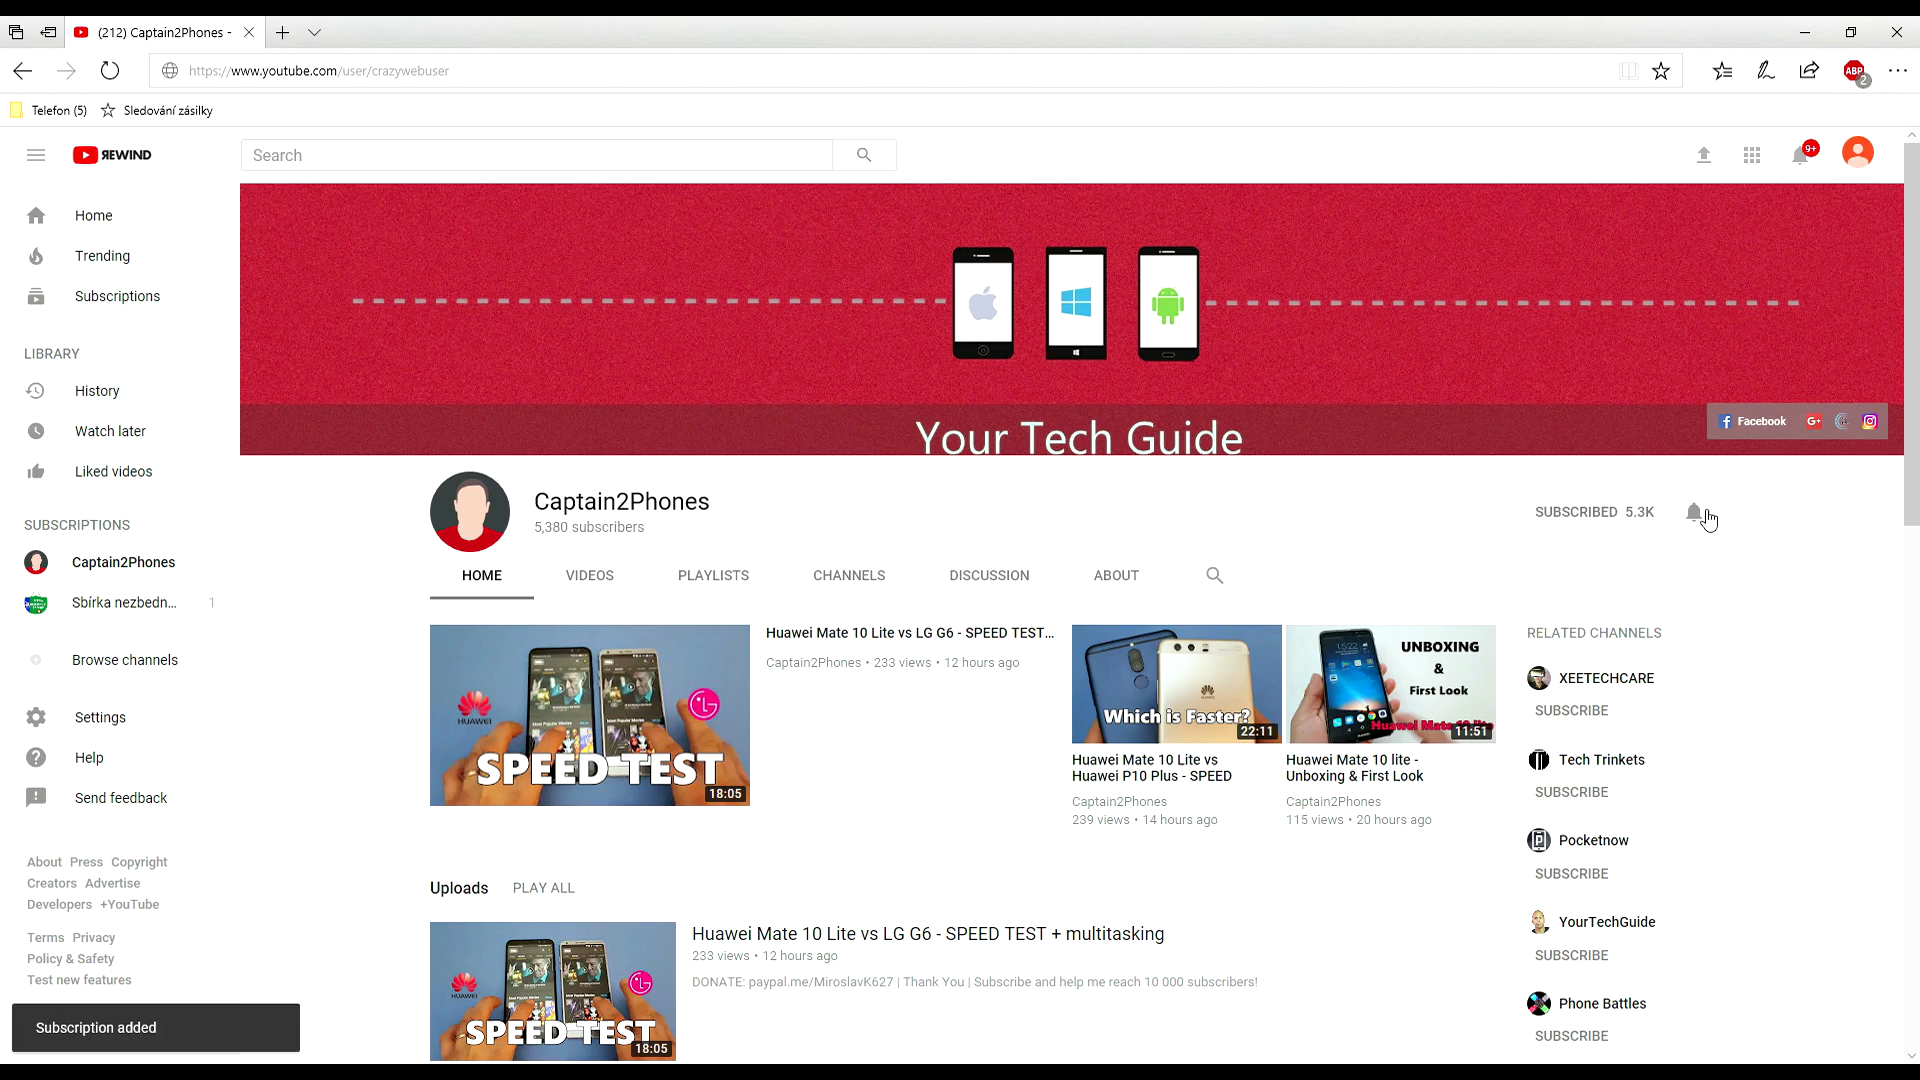 (212) Captain2Phones -
https://www.youtube.com/user/crazywebuser
ABP
2
Telefon (5)
Sledování zásilky
REWIND
Search
9+
Home
Trending
Subscriptions
LIBRARY
History
Watch later
Liked videos
SUBSCRIPTIONS
Captain2Phones
Sbírka nezbedn... 1
Browse channels
Settings
Help
Send feedback
About Press Copyright
Creators Advertise
Developers +YouTube
Terms Privacy
Policy & Safety
Test new features
Subscription added
Your Tech Guide
Facebook
G+
Captain2Phones
5,380 subscribers
SUBSCRIBED 5.3K
HOME VIDEOS PLAYLISTS CHANNELS DISCUSSION ABOUT
HUAWEI
SPEED TEST
18:05
Huawei Mate 10 Lite vs LG G6 - SPEED TEST...
Captain2Phones • 233 views • 12 hours ago
Which is Faster?
22:11
Huawei Mate 10 Lite vs
Huawei P10 Plus - SPEED
Captain2Phones
239 views • 14 hours ago
UNBOXING
&
First Look
Huawei Mate 10 lite
11:51
Huawei Mate 10 lite -
Unboxing & First Look
Captain2Phones
115 views • 20 hours ago
RELATED CHANNELS
XEETECHCARE
SUBSCRIBE
Tech Trinkets
SUBSCRIBE
Pocketnow
SUBSCRIBE
YourTechGuide
SUBSCRIBE
Phone Battles
SUBSCRIBE
Uploads PLAY ALL
HUAWEI
SPEED TEST
18:05
Huawei Mate 10 Lite vs LG G6 - SPEED TEST + multitasking
233 views • 12 hours ago
DONATE: paypal.me/MiroslavK627 | Thank You | Subscribe and help me reach 10 000 subscribers!